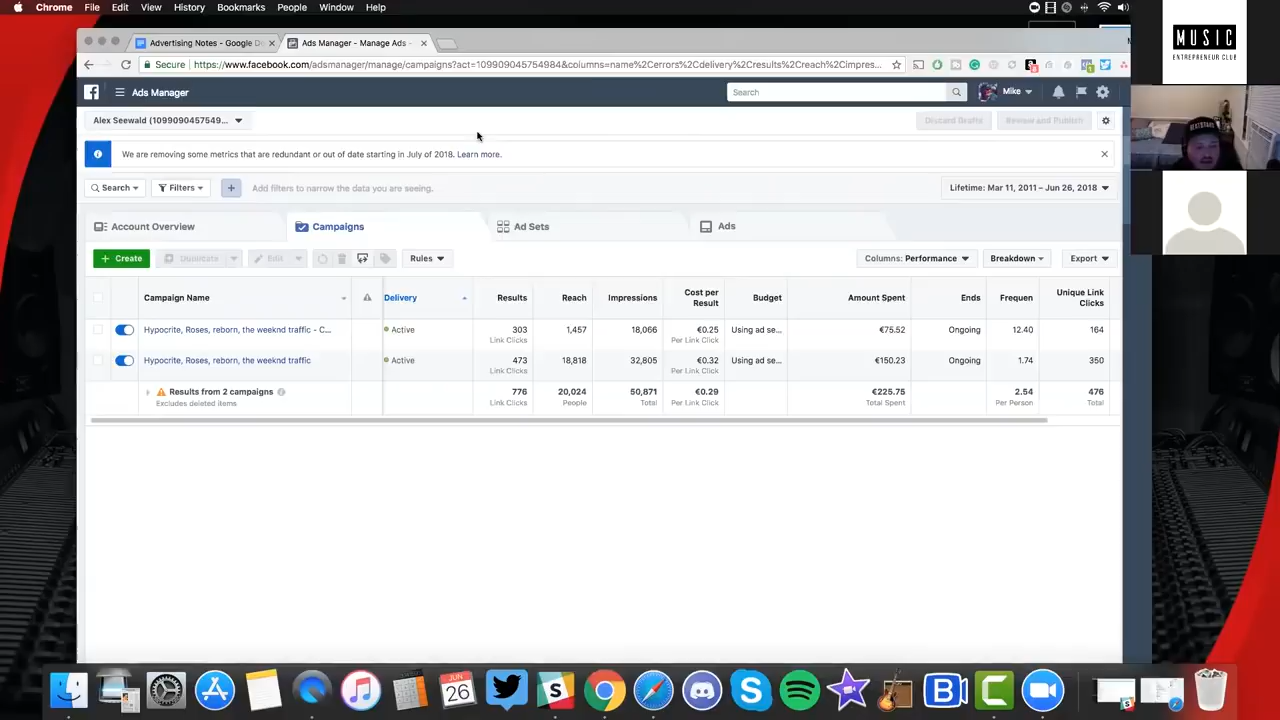 Chrome File Edit View History Bookmarks People Window Help
MUSIC
ENTREPRENEUR CLUB
Advertising Notes - Google D
Ads Manager - Manage Ads -
Secure https://www.facebook.com/adsmanager/manage/campaigns?act=109909045754984&columns=name%2Cerrors%2Cdelivery%2Cresults%2Creach%2Cimpres...
Ads Manager Search Mike
Alex Seewald (1099090457549... Discard Drafts Review and Publish
We are removing some metrics that are redundant or out of date starting in July of 2018. Learn more.
Search Filters + Add filters to narrow the data you are seeing. Lifetime: Mar 11, 2011 – Jun 26, 2018
Account Overview Campaigns Ad Sets Ads
+ Create Duplicate Edit Rules Columns: Performance Breakdown Export
Campaign Name Delivery Results Reach Impressions Cost per Result Budget Amount Spent Ends Frequen Unique Link Clicks
Hypocrite, Roses, reborn, the weeknd traffic - C... Active 303 1,457 18,066 €0.25 Using ad se... €75.52 Ongoing 12.40 164
Link Clicks Per Link Click
Hypocrite, Roses, reborn, the weeknd traffic Active 473 18,818 32,805 €0.32 Using ad se... €150.23 Ongoing 1.74 350
Link Clicks Per Link Click
Results from 2 campaigns 776 20,024 50,871 €0.29 €225.75 2.54 476
Excludes deleted items Link Clicks People Total Per Link Click Total Spent Per Person Total
JUN
26